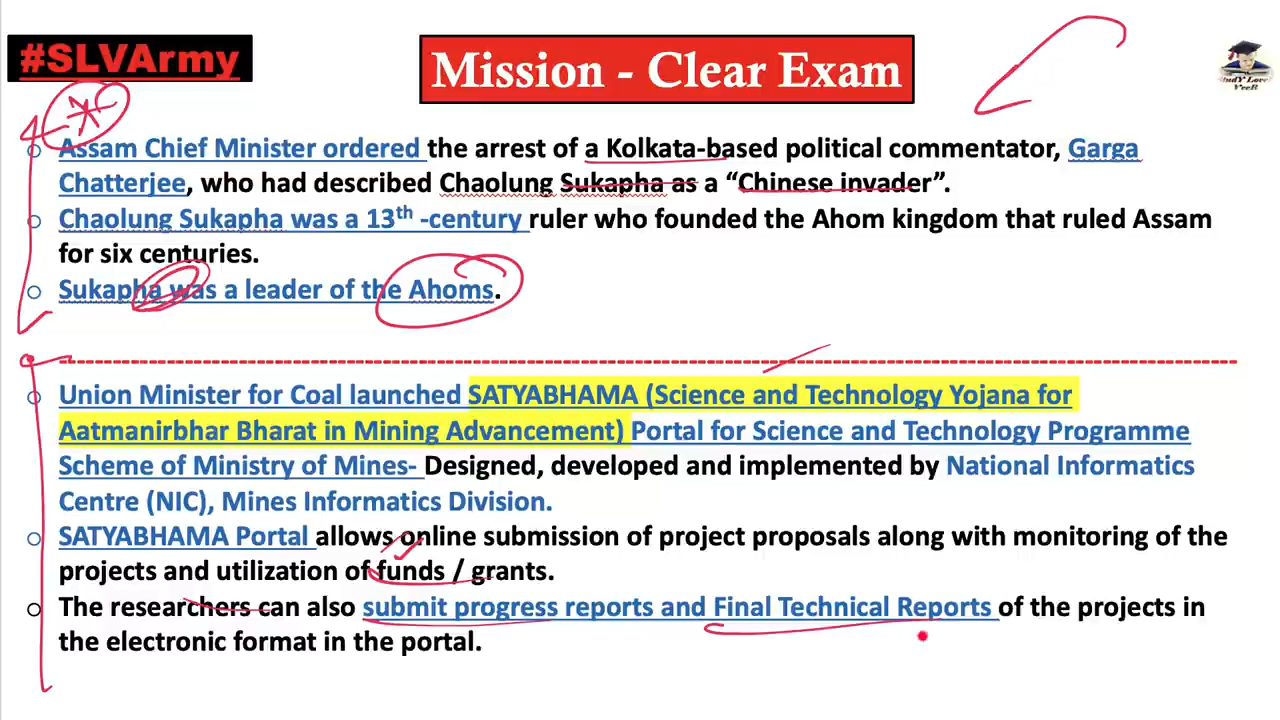 #SLVArmy
Mission - Clear Exam
StudY Lover
VeeR
Assam Chief Minister ordered the arrest of a Kolkata-based political commentator, Garga
Chatterjee, who had described Chaolung Sukapha as a “Chinese invader”.
Chaolung Sukapha was a 13th -century ruler who founded the Ahom kingdom that ruled Assam
for six centuries.
Sukapha was a leader of the Ahoms.
Union Minister for Coal launched SATYABHAMA (Science and Technology Yojana for
Aatmanirbhar Bharat in Mining Advancement) Portal for Science and Technology Programme
Scheme of Ministry of Mines- Designed, developed and implemented by National Informatics
Centre (NIC), Mines Informatics Division.
SATYABHAMA Portal allows online submission of project proposals along with monitoring of the
projects and utilization of funds / grants.
The researchers can also submit progress reports and Final Technical Reports of the projects in
the electronic format in the portal.